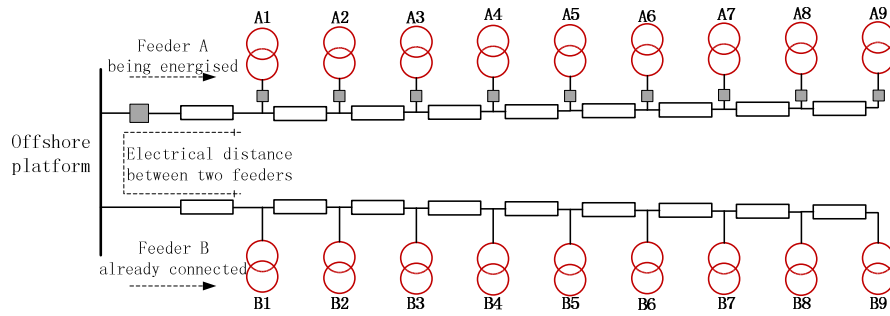 A1 A2 A3 A4 A5 A6 A7 A8 A9
Feeder A
being energised
Offshore
platform
Electrical distance
between two feeders
Feeder B
already connected
B1 B2 B3 B4 B5 B6 B7 B8 B9